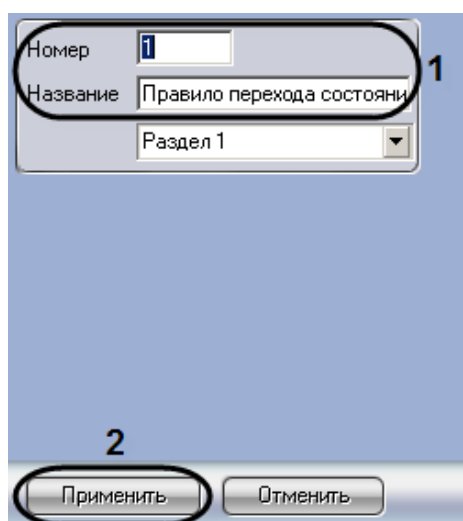 Номер 1
1
Название Правило перехода состояни
Раздел 1
2
Применить Отменить